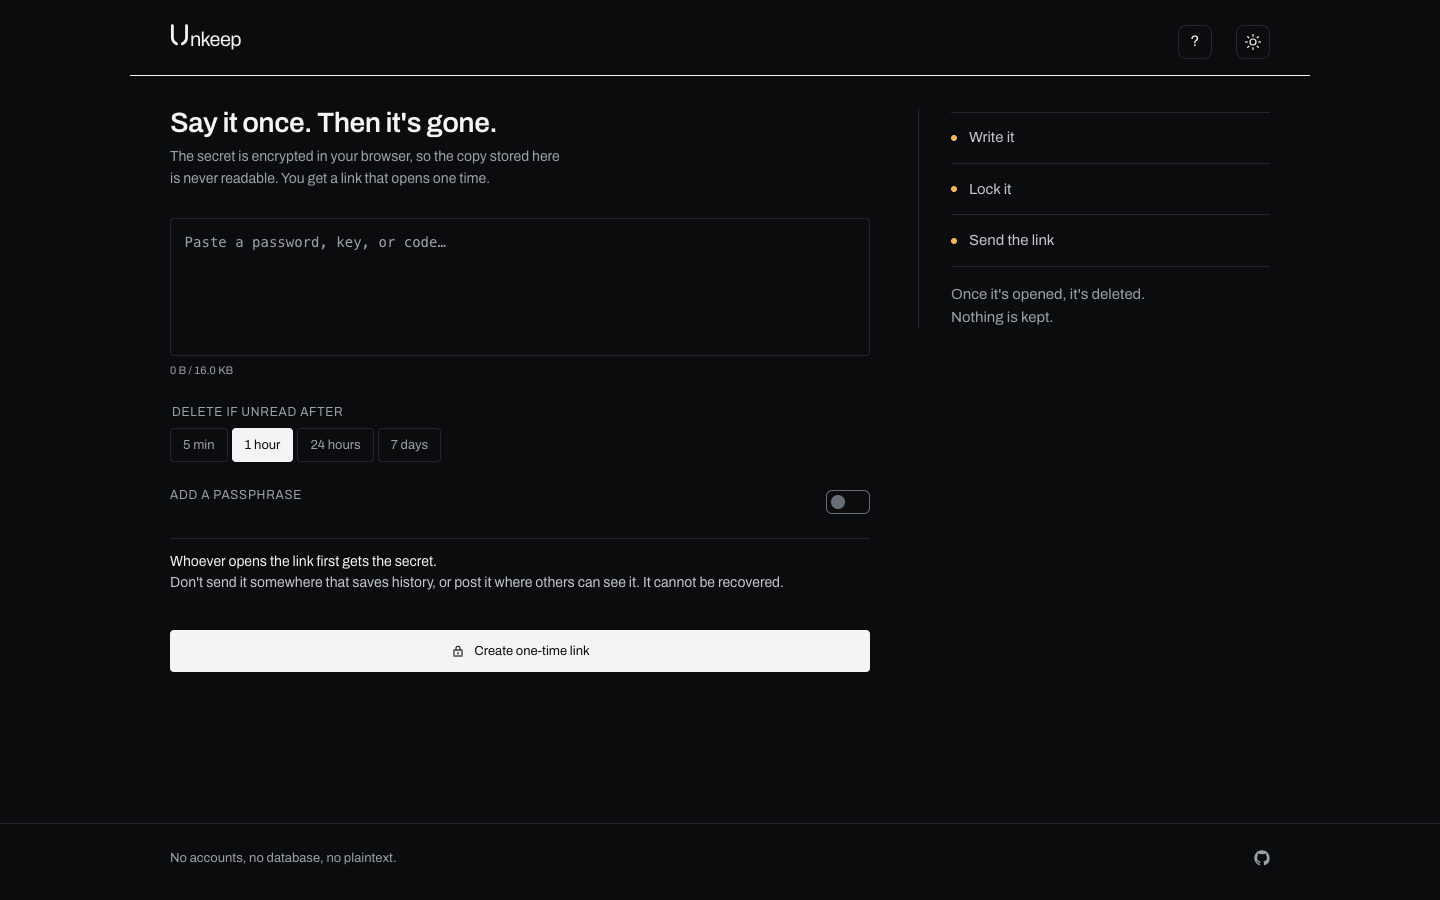 Unkeep
?
Say it once. Then it's gone.
The secret is encrypted in your browser, so the copy stored here
is never readable. You get a link that opens one time.
Paste a password, key, or code…
0 B / 16.0 KB
DELETE IF UNREAD AFTER
5 min
1 hour
24 hours
7 days
ADD A PASSPHRASE
Whoever opens the link first gets the secret.
Don't send it somewhere that saves history, or post it where others can see it. It cannot be recovered.
Create one-time link
Write it
Lock it
Send the link
Once it's opened, it's deleted.
Nothing is kept.
No accounts, no database, no plaintext.